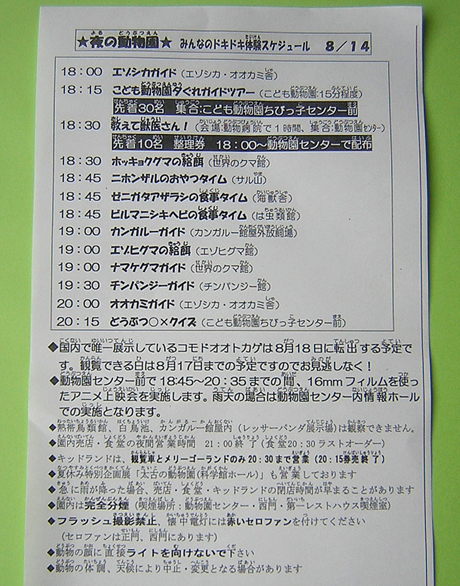 ★夜の動物園★ みんなのドキドキ体験スケジュール 8/14
18:00 エゾシカガイド(エゾシカ・オオカミ舎)
18:15 こども動物園夕ぐれガイドツアー(こども動物園:15分程度)
先着30名 集合:こども動物園ちびっ子センター前
18:30 教えて獣医さん!(会場:動物病院で1時間、集合:動物園センター)
先着10名 整理券 18:00~動物園センターで配布
18:30 ホッキョクグマの給餌(世界のクマ館)
18:45 ニホンザルのおやつタイム(サル山)
18:45 ゼニガタアザラシの食事タイム(海獣舎)
18:45 ビルマニシキヘビの食事タイム(は虫類館)
19:00 カンガルーガイド(カンガルー館屋外放飼場)
19:00 エゾヒグマの給餌(エゾヒグマ館)
19:00 ナマケグマガイド(世界のクマ館)
19:30 チンパンジーガイド(チンパンジー館)
20:00 オオカミガイド(エゾシカ・オオカミ舎)
20:15 どうぶつ○×クイズ(こども動物園ちびっ子センター前)
◆国内で唯一展示しているコモドオオトカゲは8月18日に転出する予定で
す。観覧できる日は8月17日までの予定ですのでお見逃しなく!
◆動物園センター前で18:45~20:35までの間、16mmフィルムを使っ
たアニメ上映会を実施します。雨天の場合は動物園センター内情報ホール
での実施となります。
◆熱帯鳥類館、白鳥池、カンガルー館屋内(レッサーパンダ展示場)は観察できません。
◆園内売店・食堂の夜間営業時間 21:00終了(食堂20:30ラストオーダー)
◆キッドランドは、観覧車とメリーゴーランドのみ20:30まで営業(20:15券売終了)
◆夏休み特別企画展「太古の動物園(科学館ホール)」も営業しております
◆急に雨が降った場合、売店・食堂・キッドランドの閉店時間が早まることがあります
◆園内は完全分煙(喫煙場所:動物園センター・西門・第一レストハウス喫煙室)
◆フラッシュ撮影禁止、懐中電灯には赤いセロファンを付けてください
(セロファンは正門、西門にあります)
◆動物の顔に直接ライトを向けないで下さい
◆動物の体調、天候により中止・変更となる場合があります